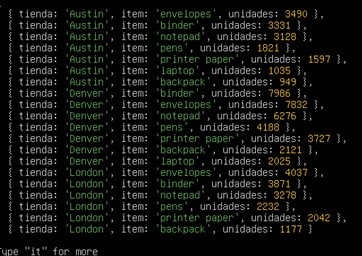 { tienda: 'Austin', item: 'envelopes', unidades: 3490 },
{ tienda: 'Austin', item: 'binder', unidades: 3331 },
{ tienda: 'Austin', item: 'notepad', unidades: 3128 },
{ tienda: 'Austin', item: 'pens', unidades: 1821 },
{ tienda: 'Austin', item: 'printer paper', unidades: 1597 },
{ tienda: 'Austin', item: 'laptop', unidades: 1035 },
{ tienda: 'Austin', item: 'backpack', unidades: 949 },
{ tienda: 'Denver', item: 'binder', unidades: 7986 },
{ tienda: 'Denver', item: 'envelopes', unidades: 7832 },
{ tienda: 'Denver', item: 'notepad', unidades: 6276 },
{ tienda: 'Denver', item: 'pens', unidades: 4188 },
{ tienda: 'Denver', item: 'printer paper', unidades: 3727 },
{ tienda: 'Denver', item: 'backpack', unidades: 2121 },
{ tienda: 'Denver', item: 'laptop', unidades: 2025 },
{ tienda: 'London', item: 'envelopes', unidades: 4037 },
{ tienda: 'London', item: 'binder', unidades: 3871 },
{ tienda: 'London', item: 'notepad', unidades: 3278 },
{ tienda: 'London', item: 'pens', unidades: 2232 },
{ tienda: 'London', item: 'printer paper', unidades: 2042 },
{ tienda: 'London', item: 'backpack', unidades: 1177 }
Type "it" for more